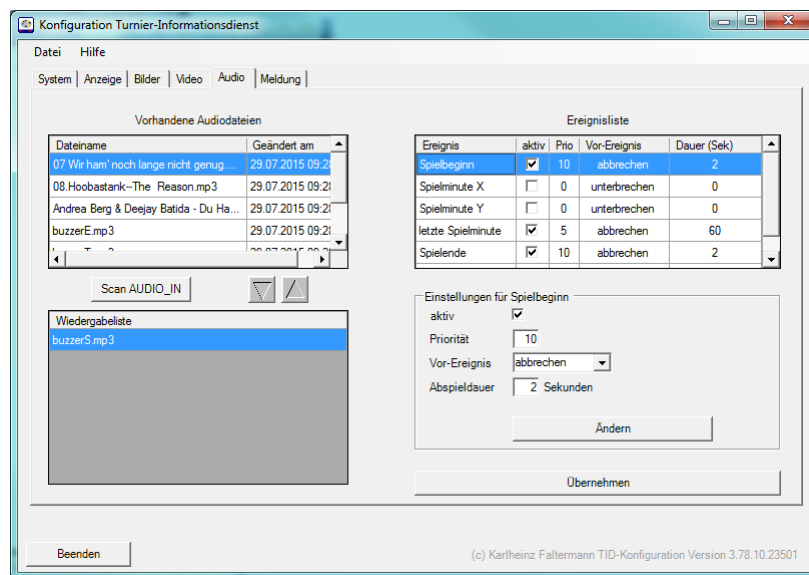 Konfiguration Turnier-Informationsdienst
Datei Hilfe
System Anzeige Bilder Video Audio Meldung
Vorhandene Audiodateien
Dateiname Geändert am
07 Wir ham' noch lange nicht genug.... 29.07.2015 09:28
08.Hoobastank--The Reason.mp3 29.07.2015 09:28
Andrea Berg & Deejay Batida - Du Ha... 29.07.2015 09:28
buzzerE.mp3 29.07.2015 09:28
Scan AUDIO_IN
Wiedergabeliste
buzzerS.mp3
Ereignisliste
Ereignis aktiv Prio Vor-Ereignis Dauer (Sek)
Spielbeginn 10 abbrechen 2
Spielminute X 0 unterbrechen 0
Spielminute Y 0 unterbrechen 0
letzte Spielminute 5 abbrechen 60
Spielende 10 abbrechen 2
Einstellungen für Spielbeginn
aktiv
Priorität 10
Vor-Ereignis abbrechen
Abspieldauer 2 Sekunden
Ändern
Übernehmen
Beenden
(c) Karlheinz Faltermann TID-Konfiguration Version 3.78.10.23501